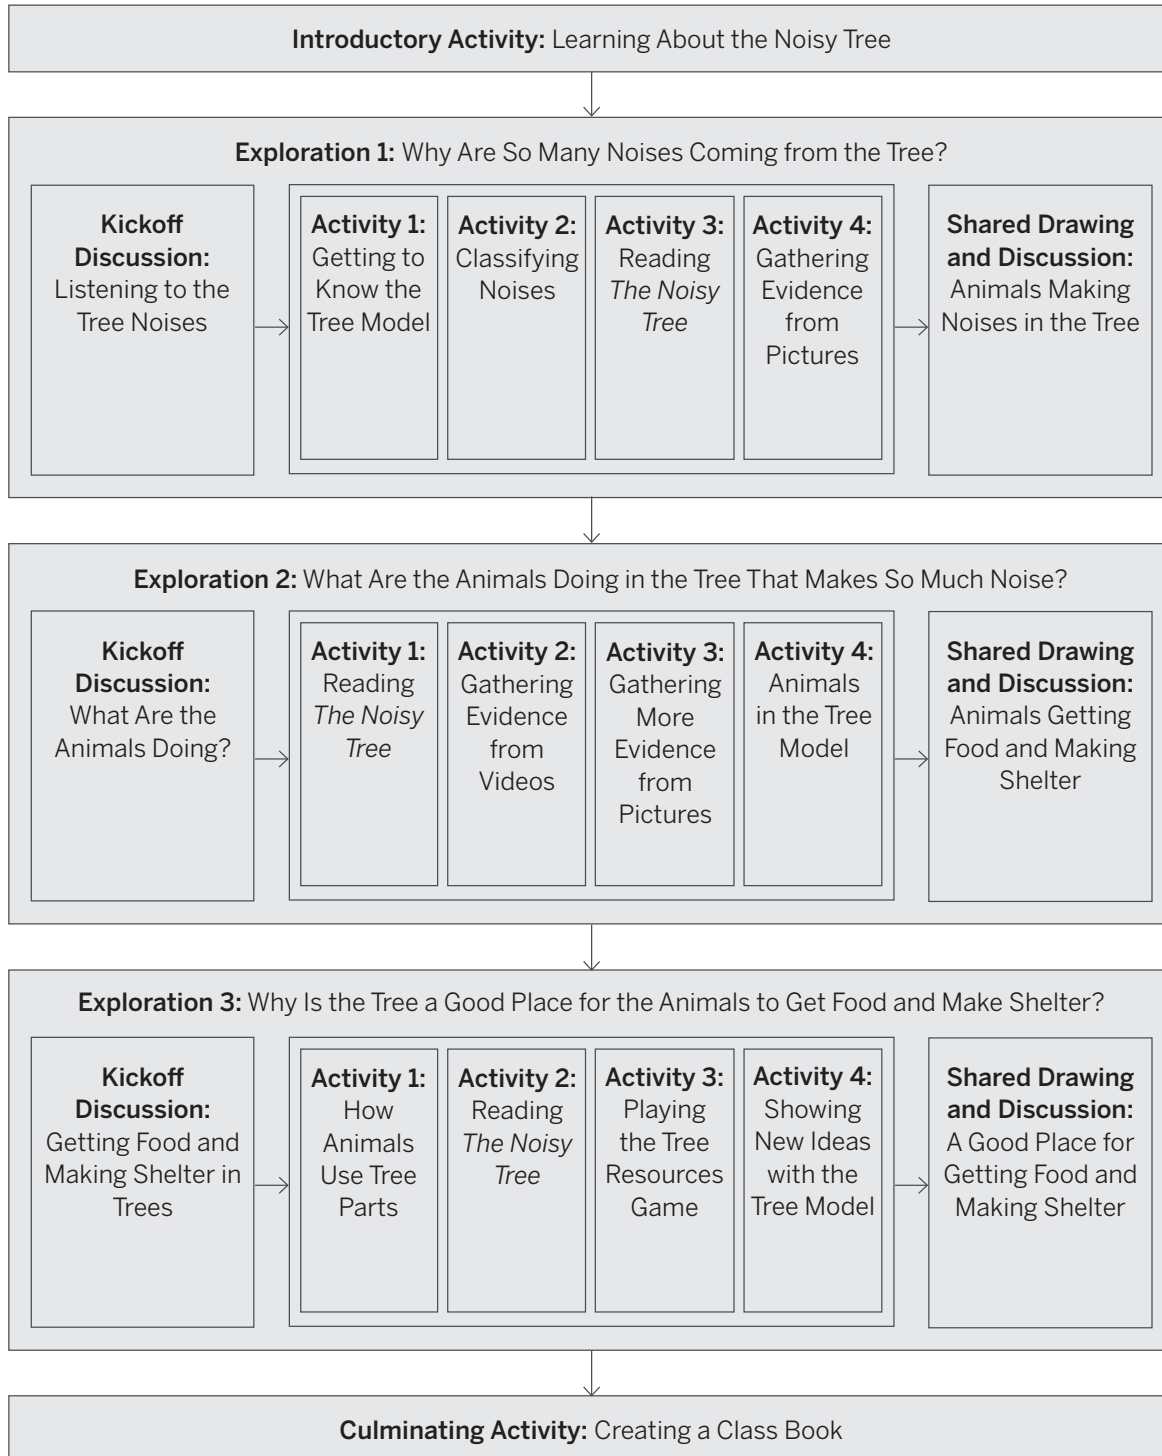 Introductory Activity: Learning About the Noisy Tree
Exploration 1: Why Are So Many Noises Coming from the Tree?
Kickoff
Discussion:
Listening to the
Tree Noises
Activity 1:
Getting to
Know the
Tree Model
Activity 2:
Classifying
Noises
Activity 3:
Reading
The Noisy
Tree
Activity 4:
Gathering
Evidence
from
Pictures
Shared Drawing
and Discussion:
Animals Making
Noises in the Tree
Exploration 2: What Are the Animals Doing in the Tree That Makes So Much Noise?
Kickoff
Discussion:
What Are the
Animals Doing?
Activity 1:
Reading
The Noisy
Tree
Activity 2:
Gathering
Evidence
from
Videos
Activity 3:
Gathering
More
Evidence
from
Pictures
Activity 4:
Animals
in the Tree
Model
Shared Drawing
and Discussion:
Animals Getting
Food and Making
Shelter
Exploration 3: Why Is the Tree a Good Place for the Animals to Get Food and Make Shelter?
Kickoff
Discussion:
Getting Food and
Making Shelter in
Trees
Activity 1:
How
Animals
Use Tree
Parts
Activity 2:
Reading
The Noisy
Tree
Activity 3:
Playing
the Tree
Resources
Game
Activity 4:
Showing
New Ideas
with the
Tree Model
Shared Drawing
and Discussion:
A Good Place for
Getting Food and
Making Shelter
Culminating Activity: Creating a Class Book